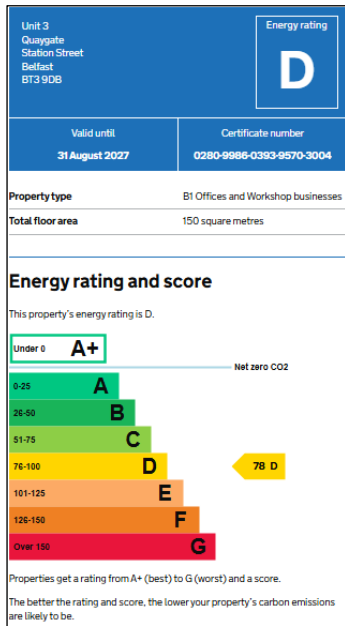 Unit 3
Quaygate
Station Street
Belfast
BT3 9DB
Energy rating
D
Valid until
31 August 2027
Certificate number
0280-9986-0393-9570-3004
Property type B1 Offices and Workshop businesses
Total floor area 150 square metres
Energy rating and score
This property's energy rating is D.
Under 0 A+
Net zero CO2
0-25 A
26-50 B
51-75 C
76-100 D 78 D
101-125 E
126-150 F
Over 150 G
Properties get a rating from A+ (best) to G (worst) and a score.
The better the rating and score, the lower your property's carbon emissions
are likely to be.